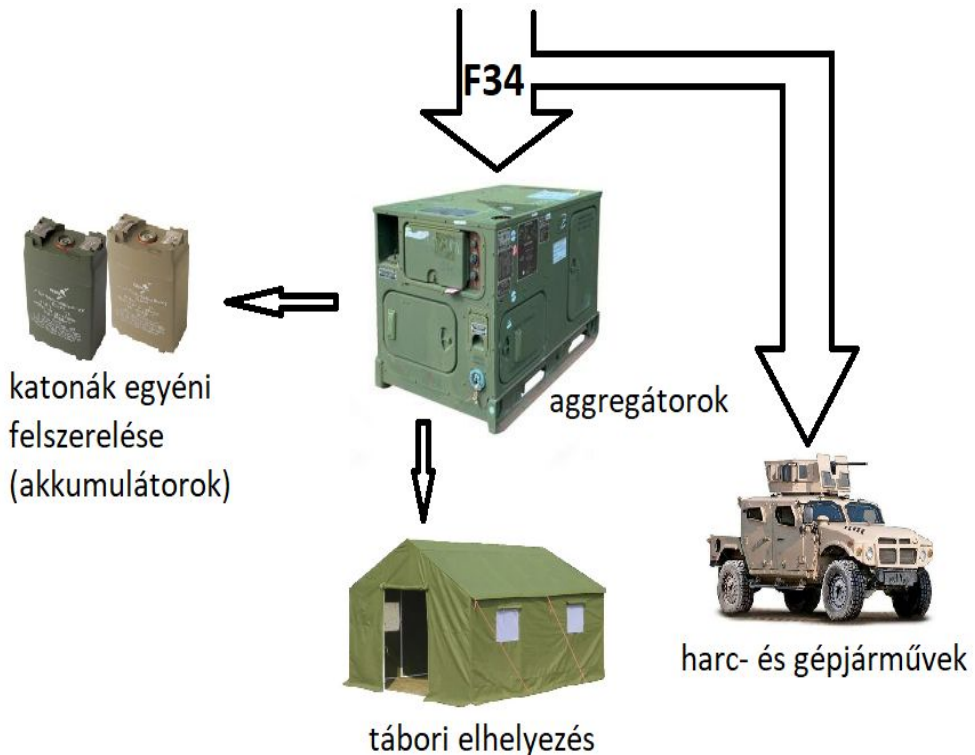 F34
katonák egyéni
felszerelése
(akkumulátorok)
aggregátorok
harc- és gépjárművek
tábori elhelyezés